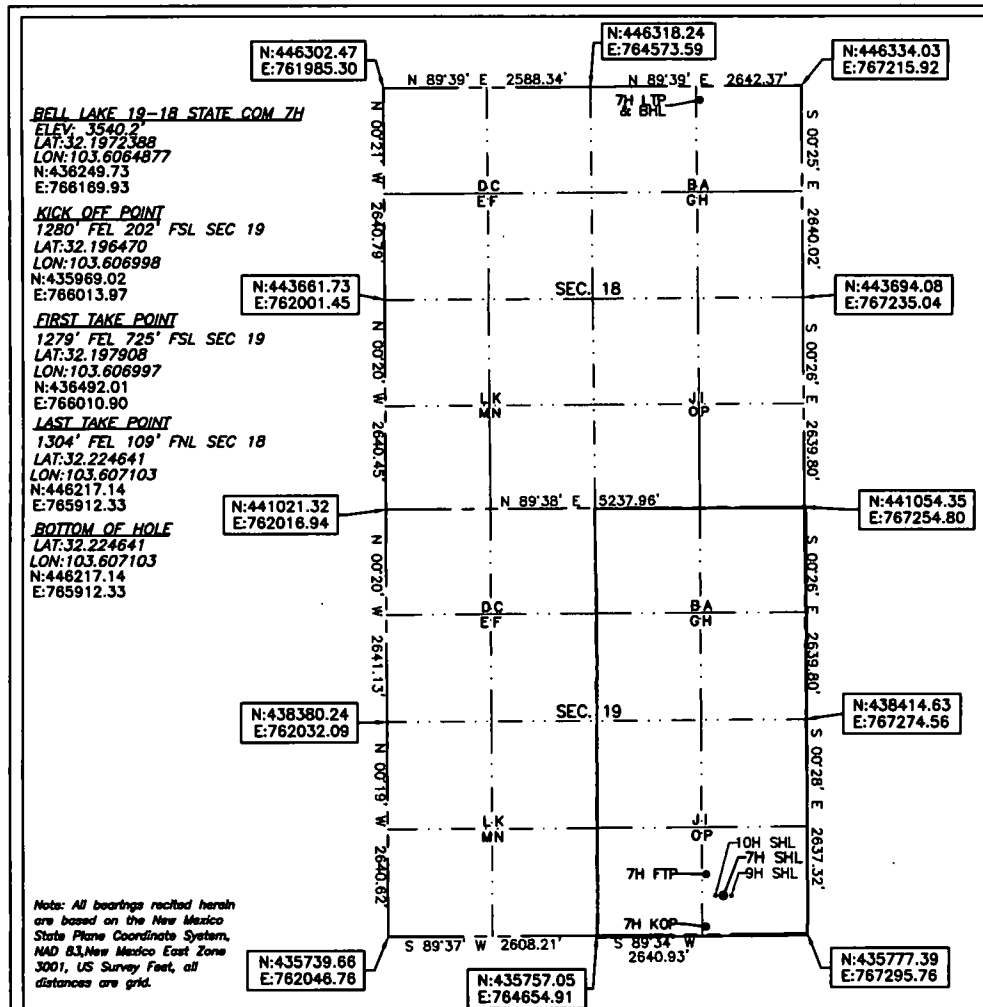 N:446302.47
E:761985.30
N:446318.24
E:764573.59
N:446334.03
E:767215.92
N 89°39' E 2588.34'
N 89°39' E 2642.37'
7H LTP
& BHL
BELL LAKE 19-18 STATE COM 7H
ELEV: 3540.2'
LAT:32.1972388
LON:103.6064877
N:436249.73
E:766169.93
KICK OFF POINT
1280' FEL 202' FSL SEC 19
LAT:32.196470
LON:103.606998
N:435969.02
E:766013.97
FIRST TAKE POINT
1279' FEL 725' FSL SEC 19
LAT:32.197908
LON:103.606997
N:436492.01
E:766010.90
LAST TAKE POINT
1304' FEL 109' FNL SEC 18
LAT:32.224641
LON:103.607103
N:446217.14
E:765912.33
BOTTOM OF HOLE
LAT:32.224641
LON:103.607103
N:446217.14
E:765912.33
N 00°21' W 2640.79'
S 00°25' E 2640.02'
D C
E F
B A
G H
N:443661.73
E:762001.45
SEC. 18
N:443694.08
E:767235.04
N 00°20' W 2640.45'
S 00°26' E 2639.80'
L K
M N
J I
O P
N:441021.32
E:762016.94
N 89°38' E 5237.96'
N:441054.35
E:767254.80
N 00°20' W 2641.13'
S 00°26' E 2639.80'
D C
E F
B A
G H
N:438380.24
E:762032.09
SEC. 19
N:438414.63
E:767274.56
N 00°19' W 2640.62'
S 00°28' E 2637.32'
L K
M N
J I
O P
10H SHL
7H SHL
9H SHL
7H FTP
7H KOP
Note: All bearings recited herein
are based on the New Mexico
State Plane Coordinate System,
NAD 83,New Mexico East Zone
3001, US Survey Feet, all
distances are grid.
S 89°37' W 2608.21'
S 89°34' W
2640.93'
N:435739.66
E:762046.76
N:435757.05
E:764654.91
N:435777.39
E:767295.76